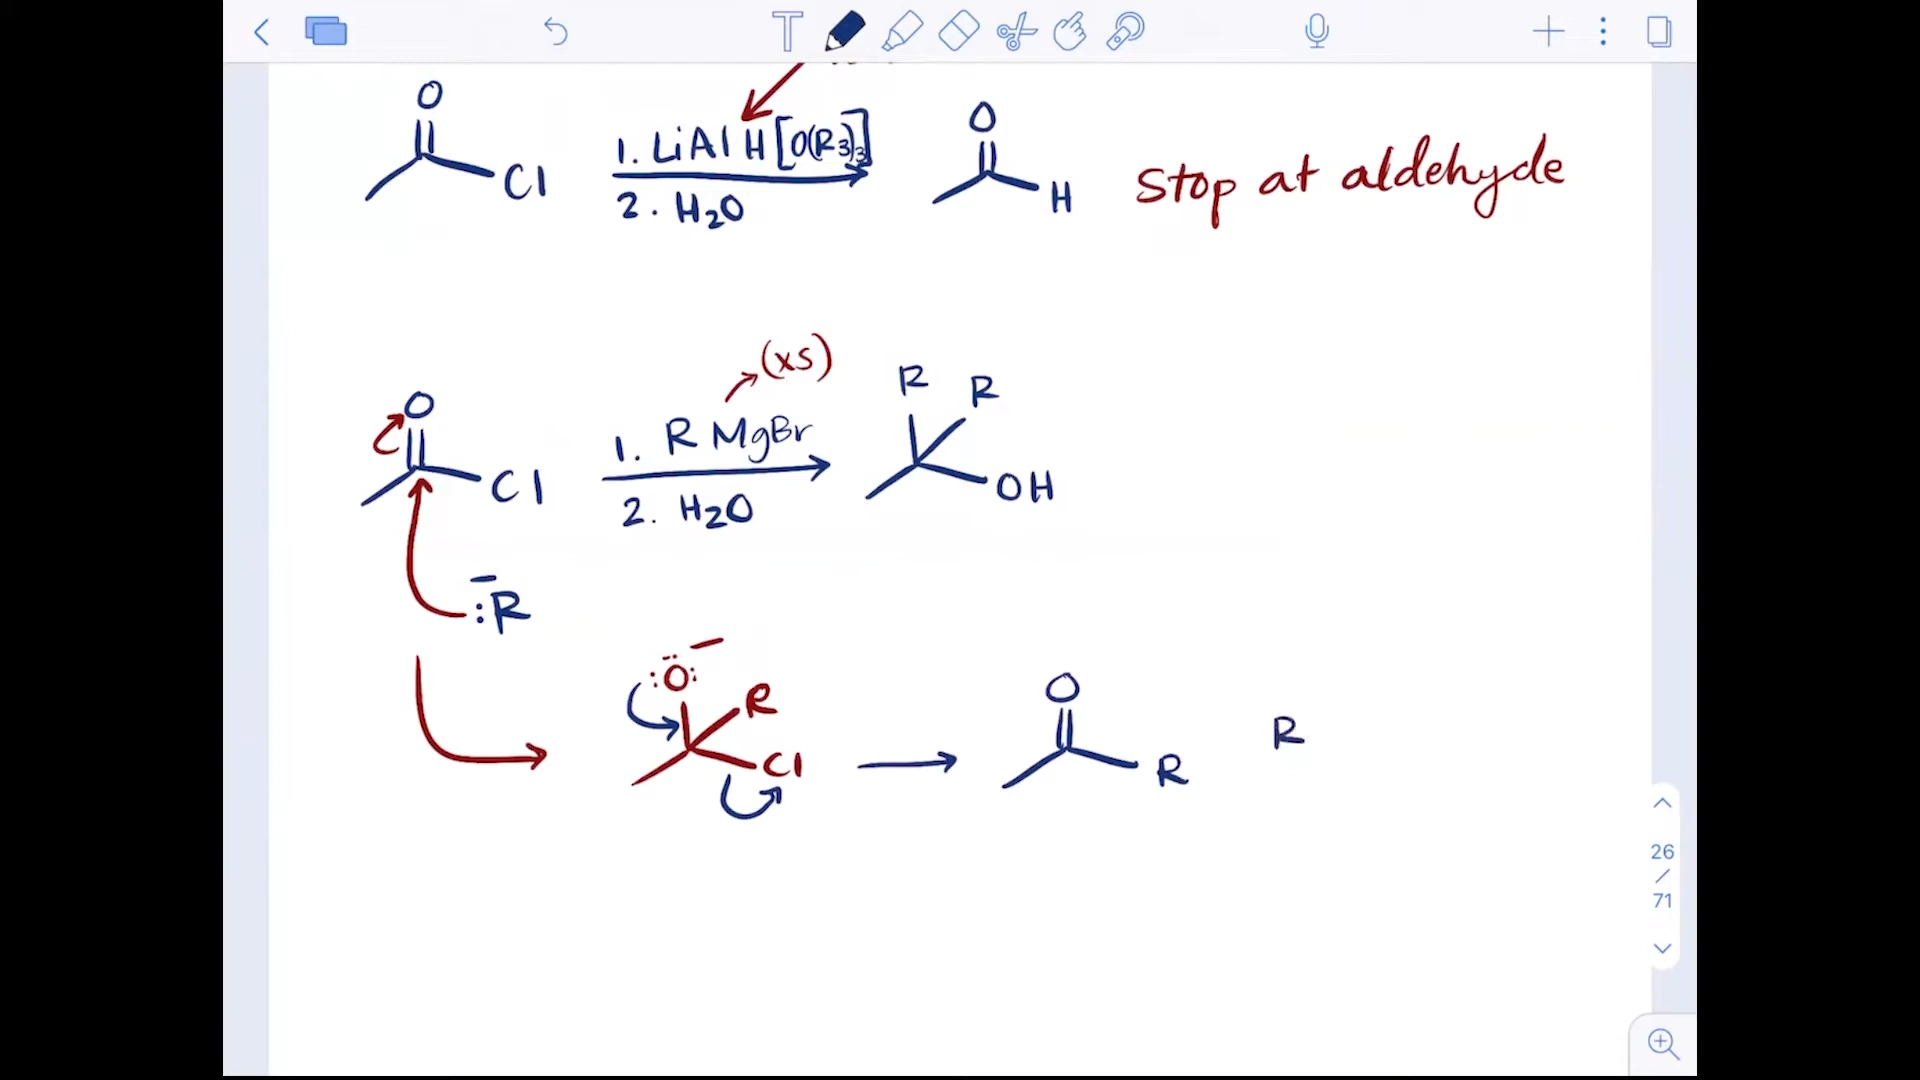 O
Cl
1. LiAlH[O(R3)3]
2. H2O
O
H
Stop at aldehyde
(xs)
O
Cl
1. RMgBr
2. H2O
R R
OH
:R̄
:Ö: −
R
Cl
O
R
R
26
/
71